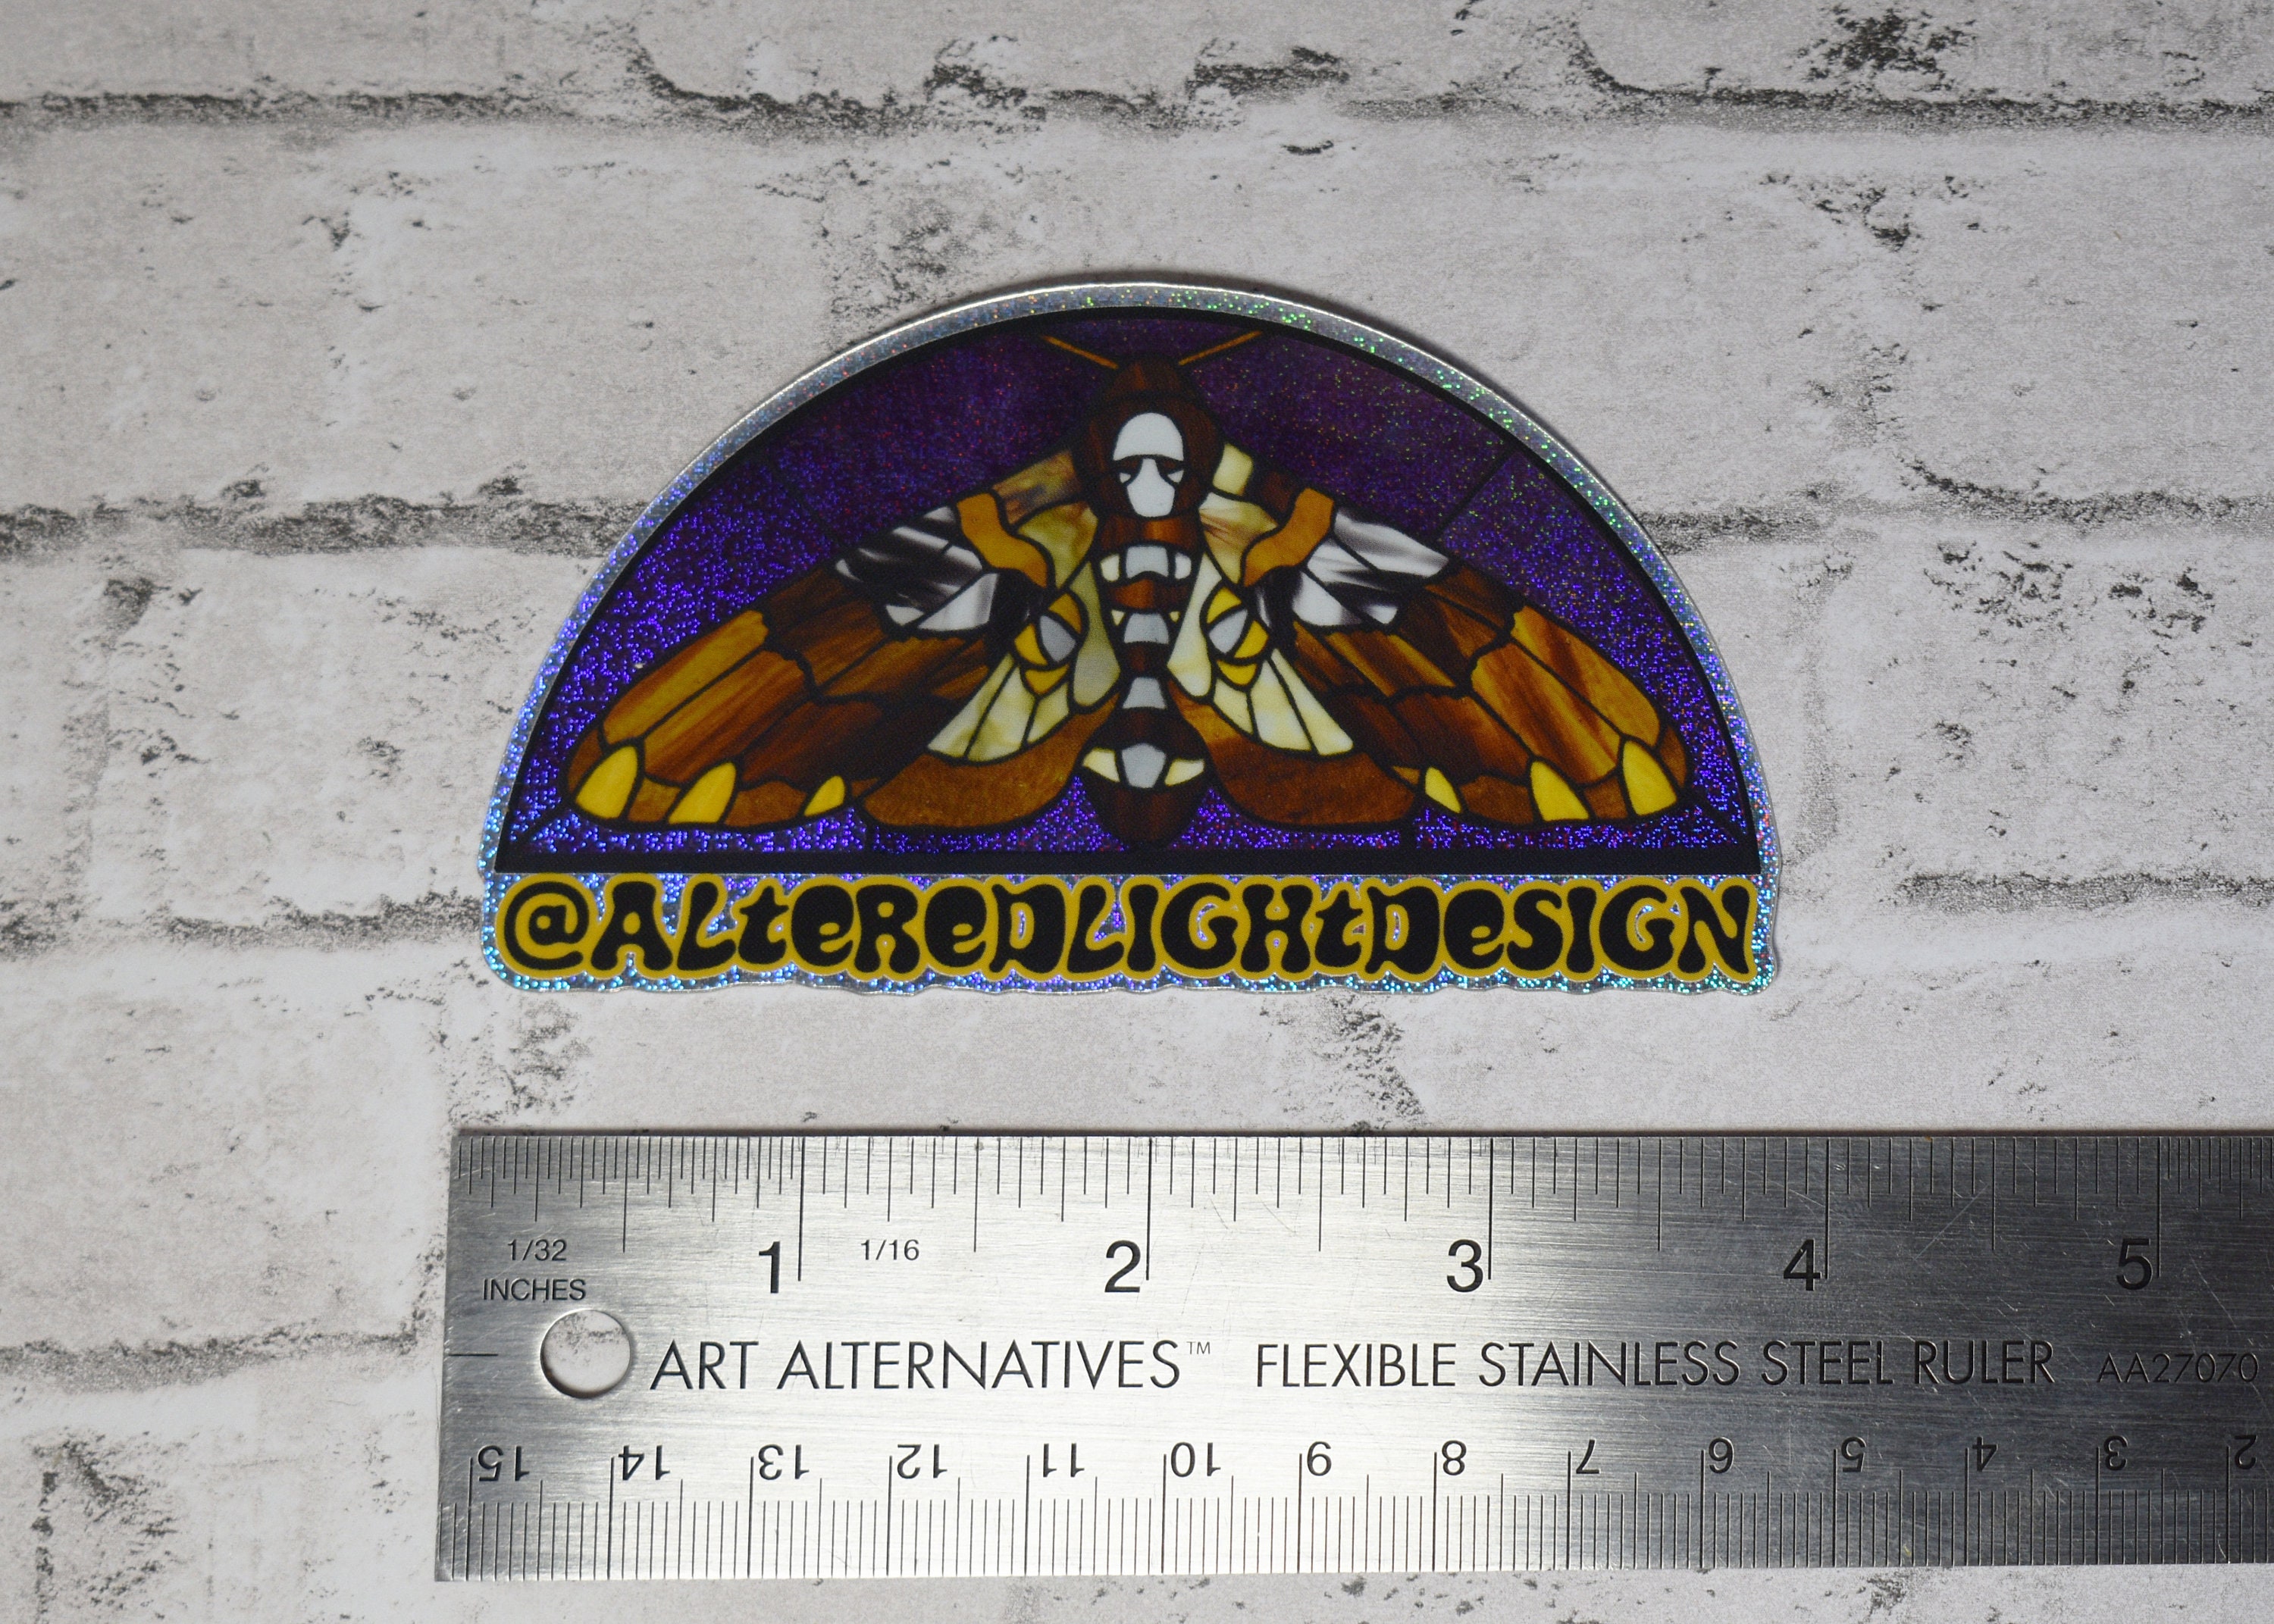 @ALteReDLIGHtDeSIGN
1 2 3 4 5
1/32 1/16
INCHES
ART ALTERNATIVES™ FLEXIBLE STAINLESS STEEL RULER AA27070
15 14 13 12 11 10 9 8 7 6 5 4 3 2